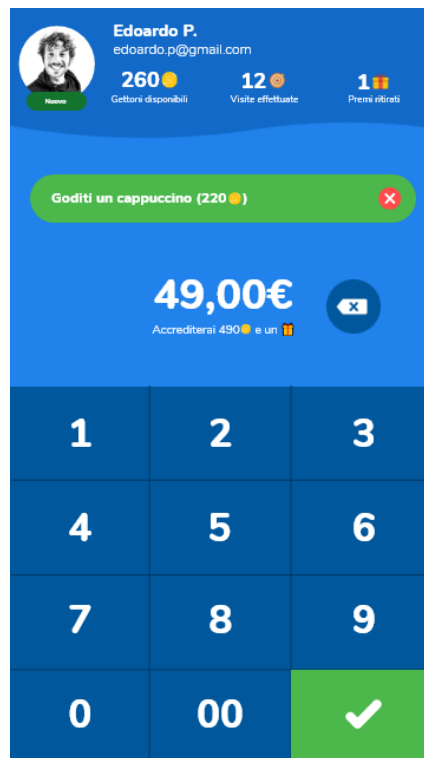 Edoardo P.
edoardo.p@gmail.com
260 12 1
Nuovo Gettoni disponibili Visite effettuate Premi ritirati
Goditi un cappuccino (220 )
49,00€
Accrediterai 490 e un
1 2 3
4 5 6
7 8 9
0 00